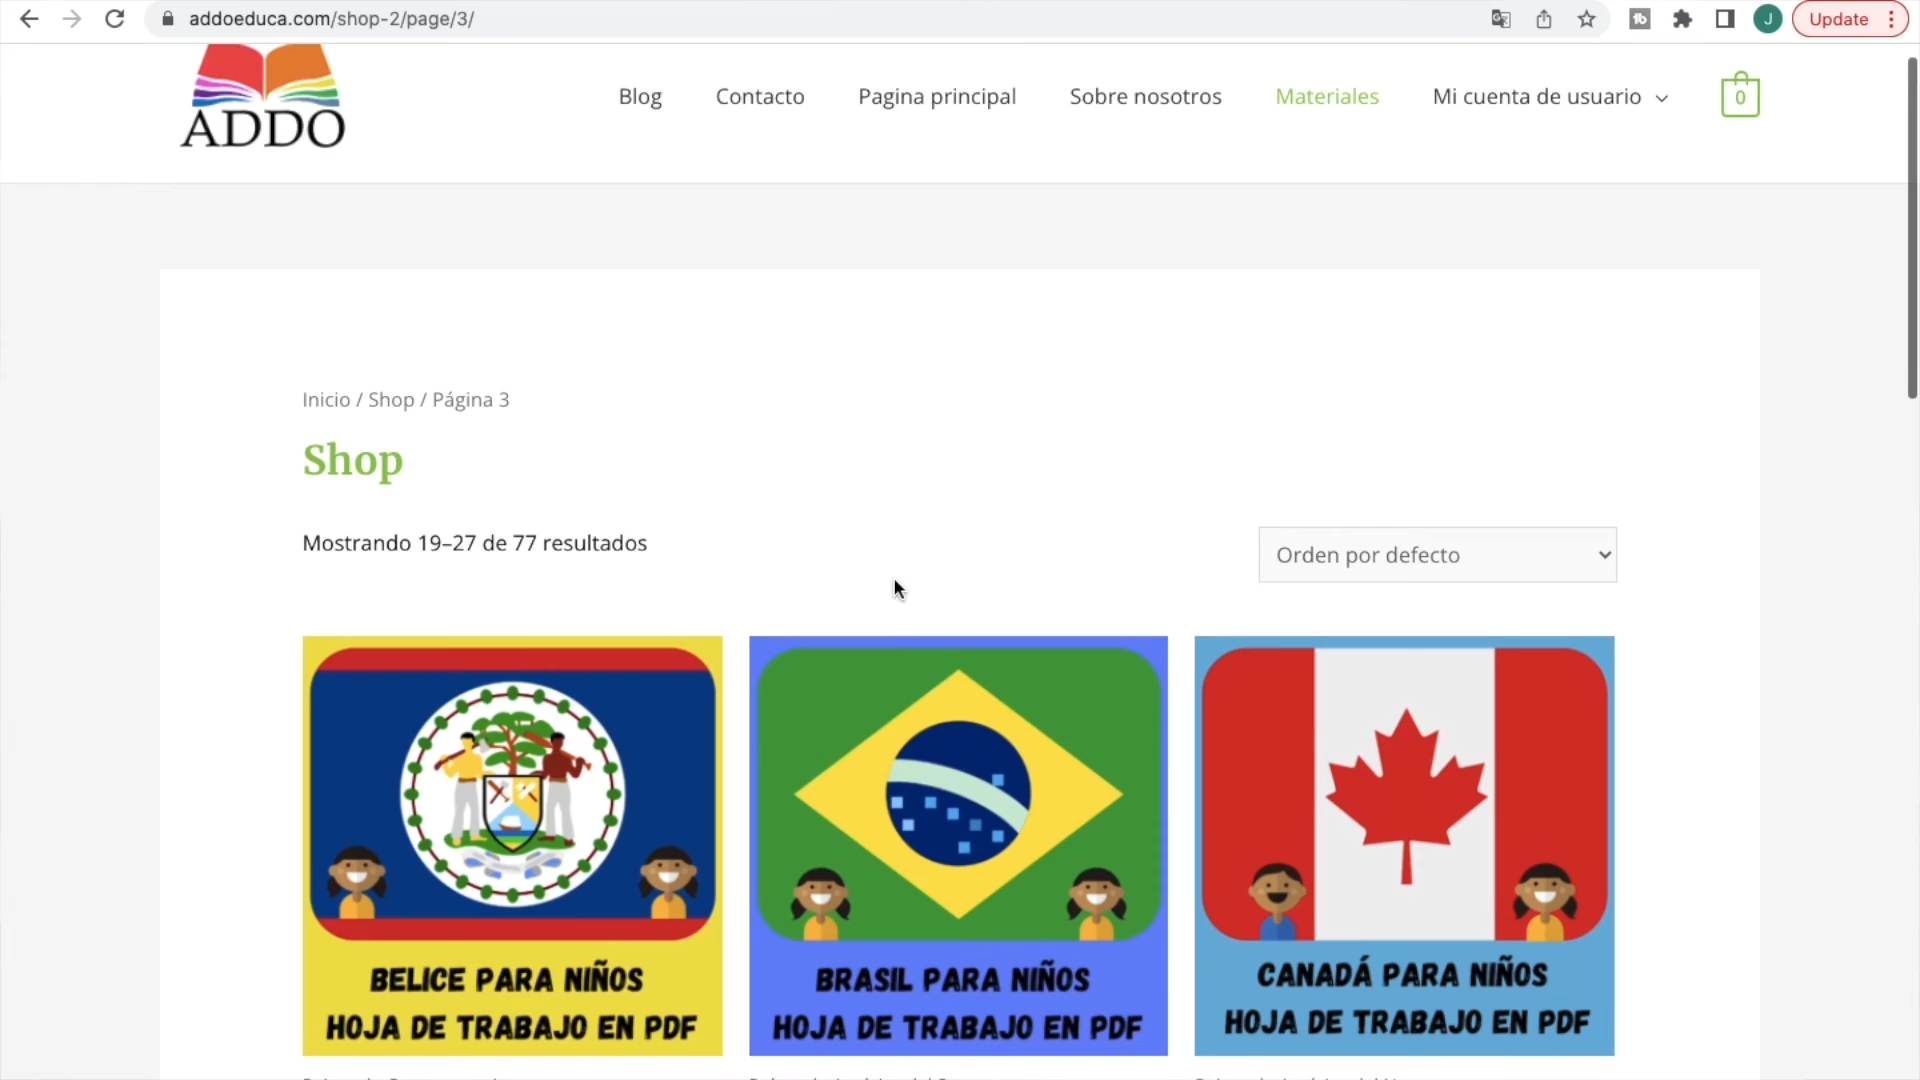 addoeduca.com/shop-2/page/3/
J
Update
ADDO
Blog
Contacto
Pagina principal
Sobre nosotros
Materiales
Mi cuenta de usuario
0
Inicio / Shop / Página 3
Shop
Mostrando 19–27 de 77 resultados
Orden por defecto
BELICE PARA NIÑOS
HOJA DE TRABAJO EN PDF
BRASIL PARA NIÑOS
HOJA DE TRABAJO EN PDF
CANADÁ PARA NIÑOS
HOJA DE TRABAJO EN PDF